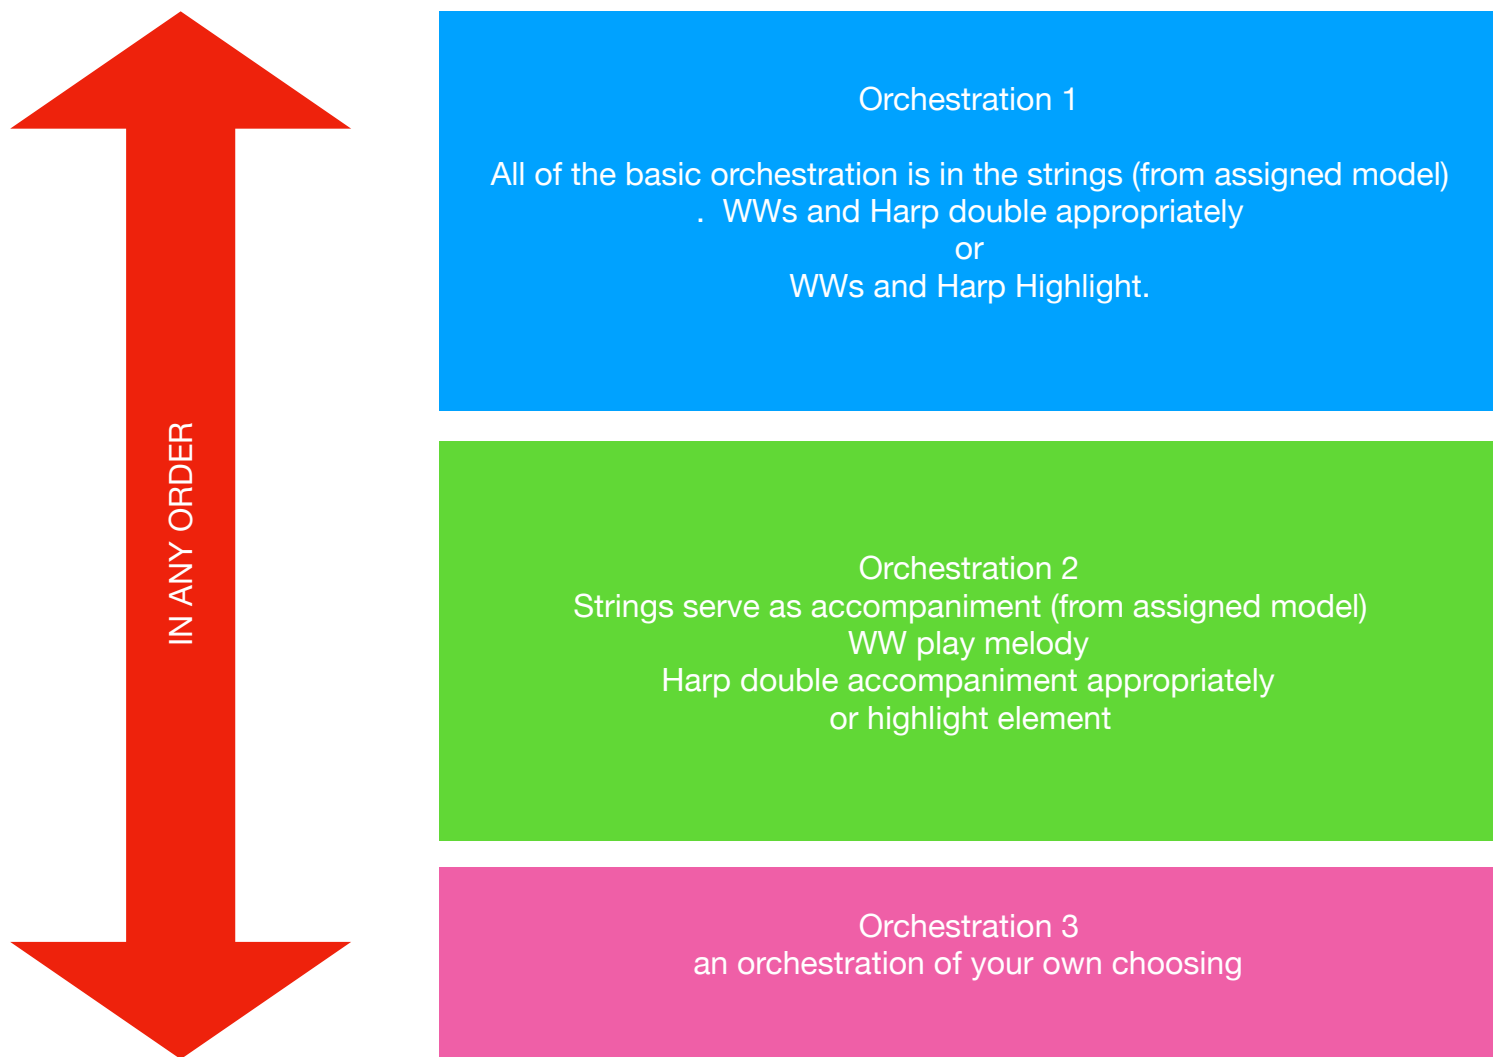 IN ANY ORDER
Orchestration 1
All of the basic orchestration is in the strings (from assigned model)
.  WWs and Harp double appropriately
or
WWs and Harp Highlight.
Orchestration 2
Strings serve as accompaniment (from assigned model)
WW play melody
Harp double accompaniment appropriately
or highlight element
Orchestration 3
an orchestration of your own choosing